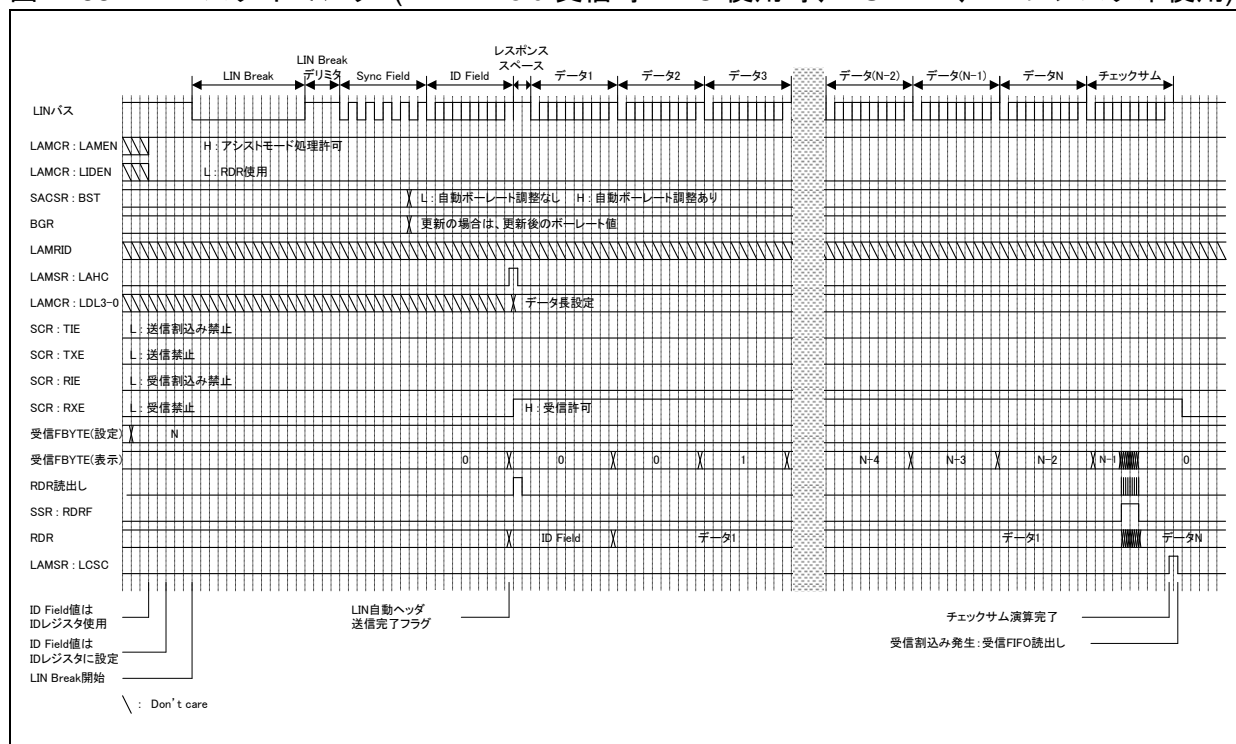 レスポンス
スペース
LIN Break
デリミタ
LIN Break
Sync Field
ID Field
データ1
データ2
データ3
データ(N-2)
データ(N-1)
データN
チェックサム
LINバス
LAMCR : LAMEN
H : アシストモード処理許可
LAMCR : LIDEN
L : RDR使用
SACSR : BST
L : 自動ボーレート調整なし H : 自動ボーレート調整あり
BGR
更新の場合は、更新後のボーレート値
LAMRID
LAMSR : LAHC
LAMCR : LDL3-0
データ長設定
SCR : TIE
L : 送信割込み禁止
SCR : TXE
L : 送信禁止
SCR : RIE
L : 受信割込み禁止
SCR : RXE
L : 受信禁止
H : 受信許可
受信FBYTE(設定)
N
受信FBYTE(表示)
0 0 0 1 N-4 N-3 N-2 N-1 0
RDR読出し
SSR : RDRF
RDR
ID Field
データ1
データ1
データN
LAMSR : LCSC
ID Field値は
IDレジスタ使用
ID Field値は
IDレジスタに設定
LIN Break開始
LIN自動ヘッダ
送信完了フラグ
チェックサム演算完了
受信割込み発生 : 受信FIFO読出し
\ : Don't care